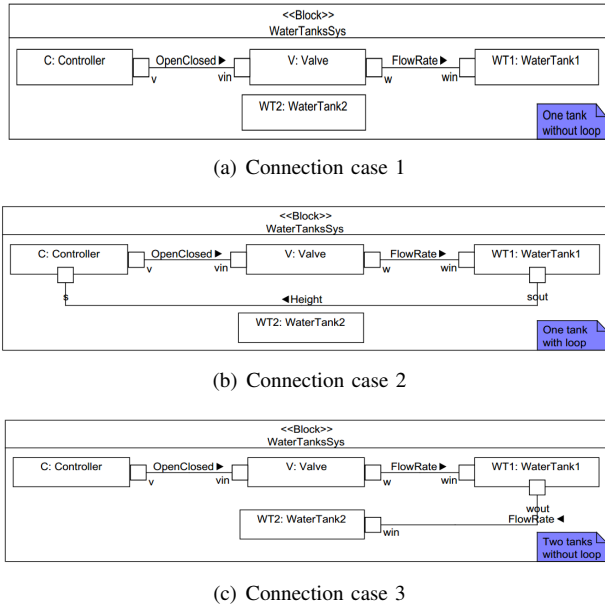 <<Block>>
WaterTanksSys
C: Controller
OpenClosed ▶
V: Valve
FlowRate ▶
WT1: WaterTank1
v
vin
w
win
WT2: WaterTank2
One tank
without loop
(a) Connection case 1
<<Block>>
WaterTanksSys
C: Controller
OpenClosed ▶
V: Valve
FlowRate ▶
WT1: WaterTank1
v
vin
w
win
s
◀Height
sout
WT2: WaterTank2
One tank
with loop
(b) Connection case 2
<<Block>>
WaterTanksSys
C: Controller
OpenClosed ▶
V: Valve
FlowRate ▶
WT1: WaterTank1
v
vin
w
win
wout
FlowRate ◀
WT2: WaterTank2
win
Two tanks
without loop
(c) Connection case 3